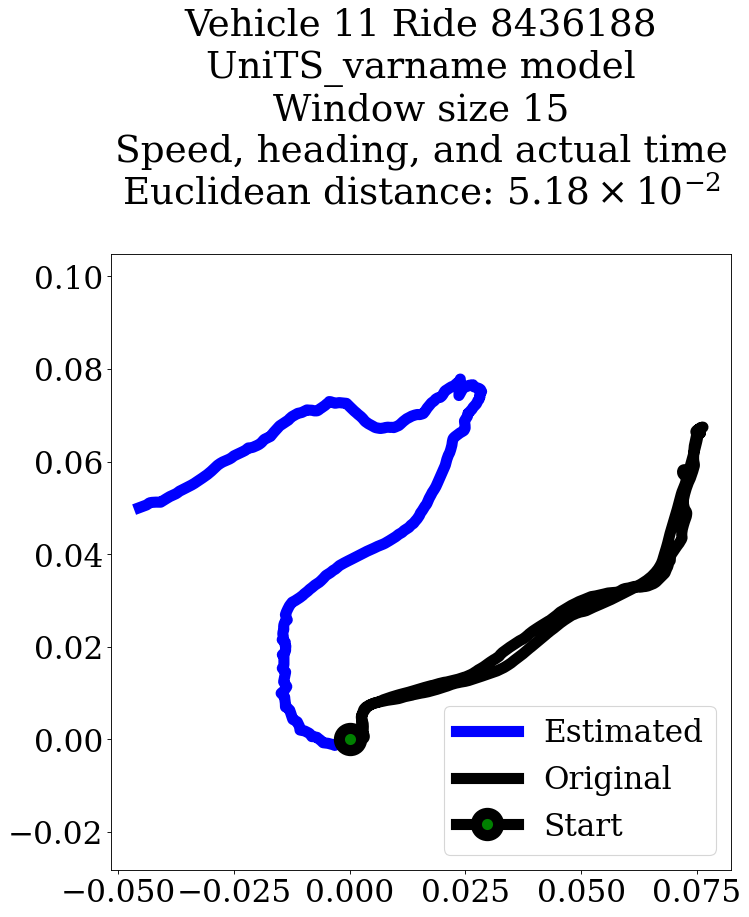 Vehicle 11 Ride 8436188
UniTS_varname model
Window size 15
Speed, heading, and actual time
Euclidean distance: 5.18 × 10⁻²
0.10
0.08
0.06
0.04
0.02
0.00
−0.02
Estimated
Original
Start
−0.050 −0.025 0.000 0.025 0.050 0.075